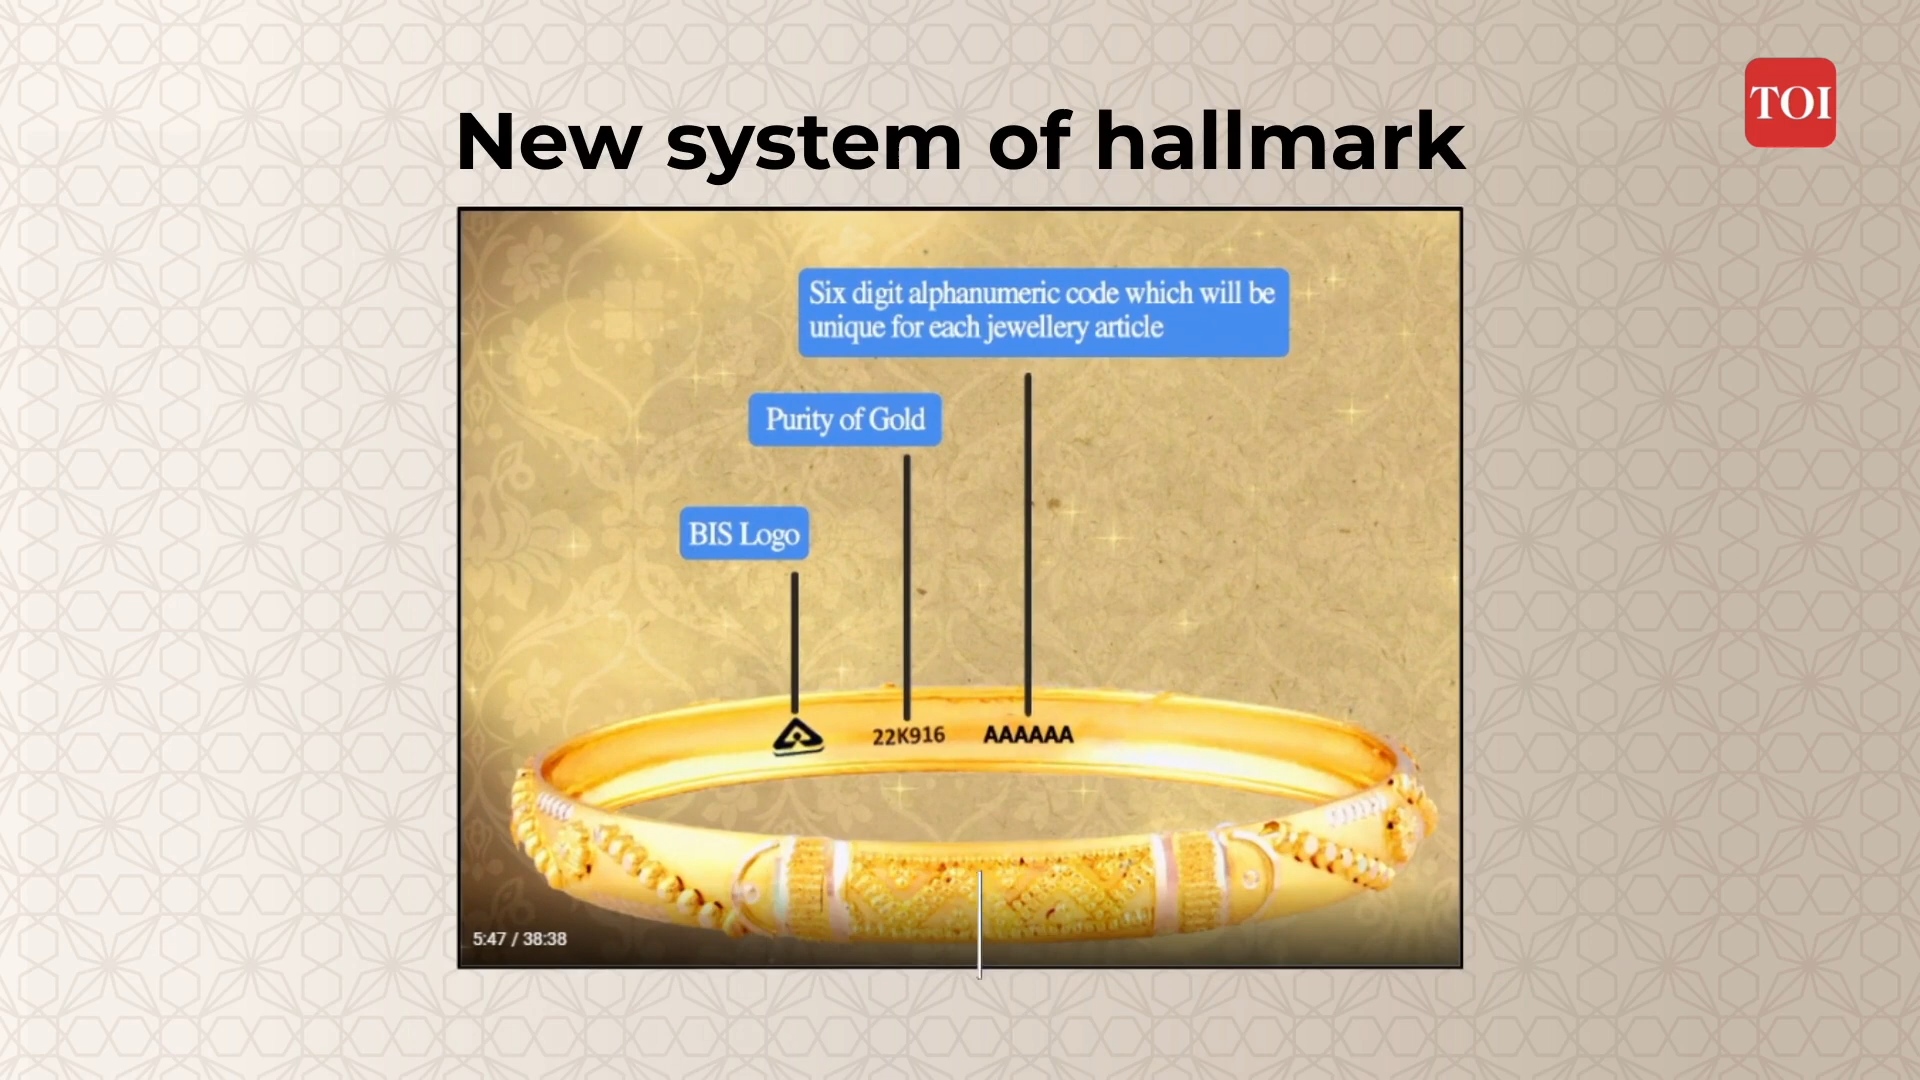 TOI
New system of hallmark
Six digit alphanumeric code which will be
unique for each jewellery article
Purity of Gold
BIS Logo
22K916 AAAAAA
5:47 / 38:38